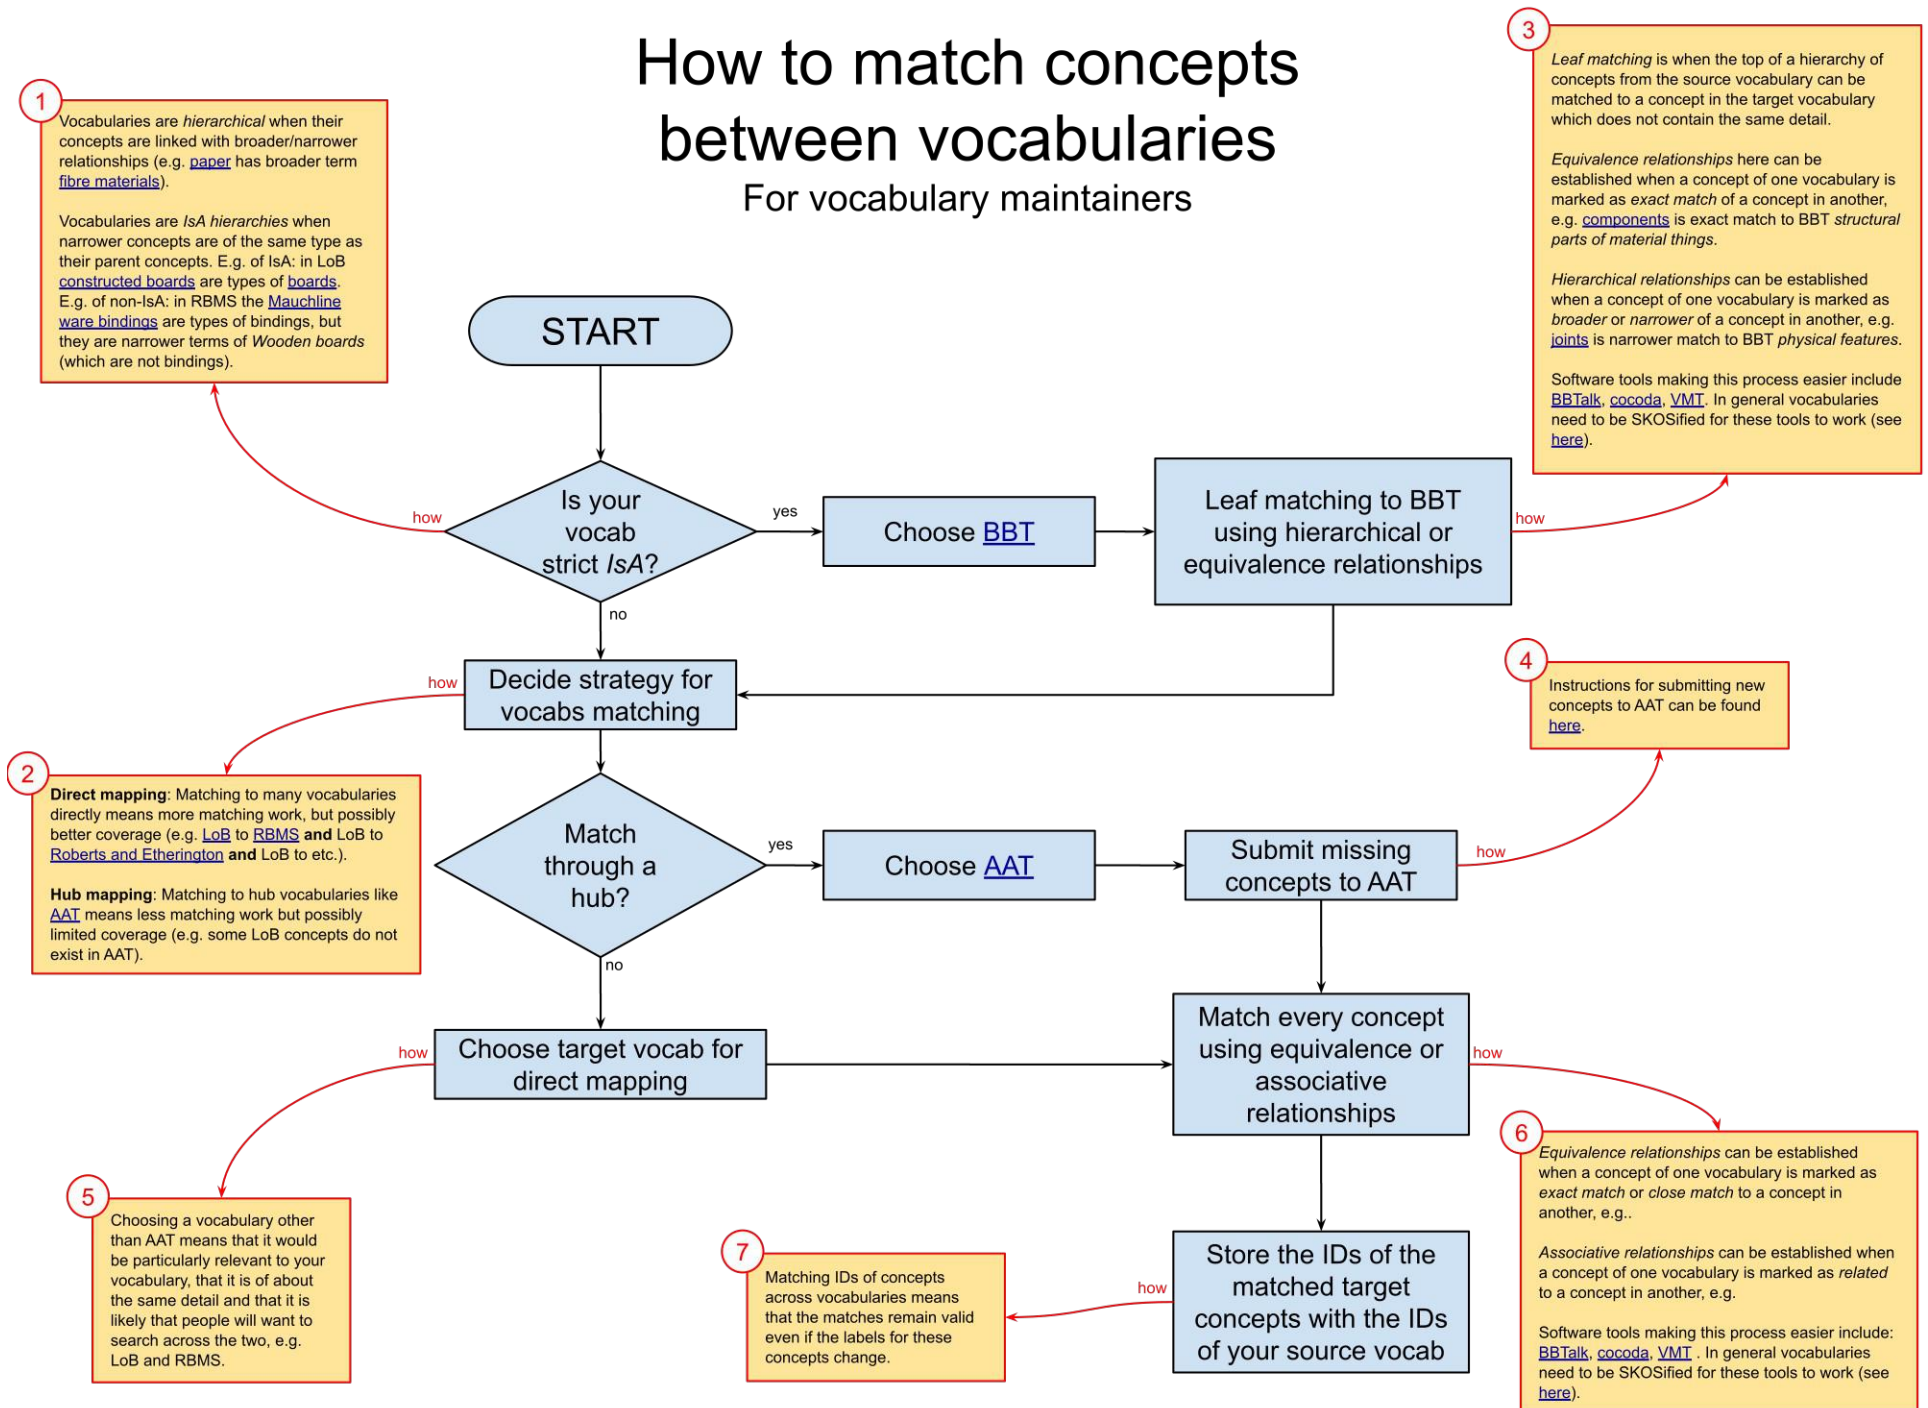 How to match concepts
between vocabularies
For vocabulary maintainers
1
Vocabularies are hierarchical when their
concepts are linked with broader/narrower
relationships (e.g. paper has broader term
fibre materials).
Vocabularies are IsA hierarchies when
narrower concepts are of the same type as
their parent concepts. E.g. of IsA: in LoB
constructed boards are types of boards.
E.g. of non-IsA: in RBMS the Mauchline
ware bindings are types of bindings, but
they are narrower terms of Wooden boards
(which are not bindings).
3
Leaf matching is when the top of a hierarchy of
concepts from the source vocabulary can be
matched to a concept in the target vocabulary
which does not contain the same detail.
Equivalence relationships here can be
established when a concept of one vocabulary is
marked as exact match of a concept in another,
e.g. components is exact match to BBT structural
parts of material things.
Hierarchical relationships can be established
when a concept of one vocabulary is marked as
broader or narrower of a concept in another, e.g.
joints is narrower match to BBT physical features.
Software tools making this process easier include
BBTalk, cocoda, VMT. In general vocabularies
need to be SKOSified for these tools to work (see
here).
START
how
Is your
vocab
strict IsA?
yes
Choose BBT
Leaf matching to BBT
using hierarchical or
equivalence relationships
how
no
how
Decide strategy for
vocabs matching
4
Instructions for submitting new
concepts to AAT can be found
here.
2
Direct mapping: Matching to many vocabularies
directly means more matching work, but possibly
better coverage (e.g. LoB to RBMS and LoB to
Roberts and Etherington and LoB to etc.).
Hub mapping: Matching to hub vocabularies like
AAT means less matching work but possibly
limited coverage (e.g. some LoB concepts do not
exist in AAT).
Match
through a
hub?
yes
Choose AAT
Submit missing
concepts to AAT
how
no
how
Choose target vocab for
direct mapping
Match every concept
using equivalence or
associative
relationships
how
5
Choosing a vocabulary other
than AAT means that it would
be particularly relevant to your
vocabulary, that it is of about
the same detail and that it is
likely that people will want to
search across the two, e.g.
LoB and RBMS.
6
Equivalence relationships can be established
when a concept of one vocabulary is marked as
exact match or close match to a concept in
another, e.g..
Associative relationships can be established when
a concept of one vocabulary is marked as related
to a concept in another, e.g.
Software tools making this process easier include:
BBTalk, cocoda, VMT . In general vocabularies
need to be SKOSified for these tools to work (see
here).
7
Matching IDs of concepts
across vocabularies means
that the matches remain valid
even if the labels for these
concepts change.
how
Store the IDs of the
matched target
concepts with the IDs
of your source vocab